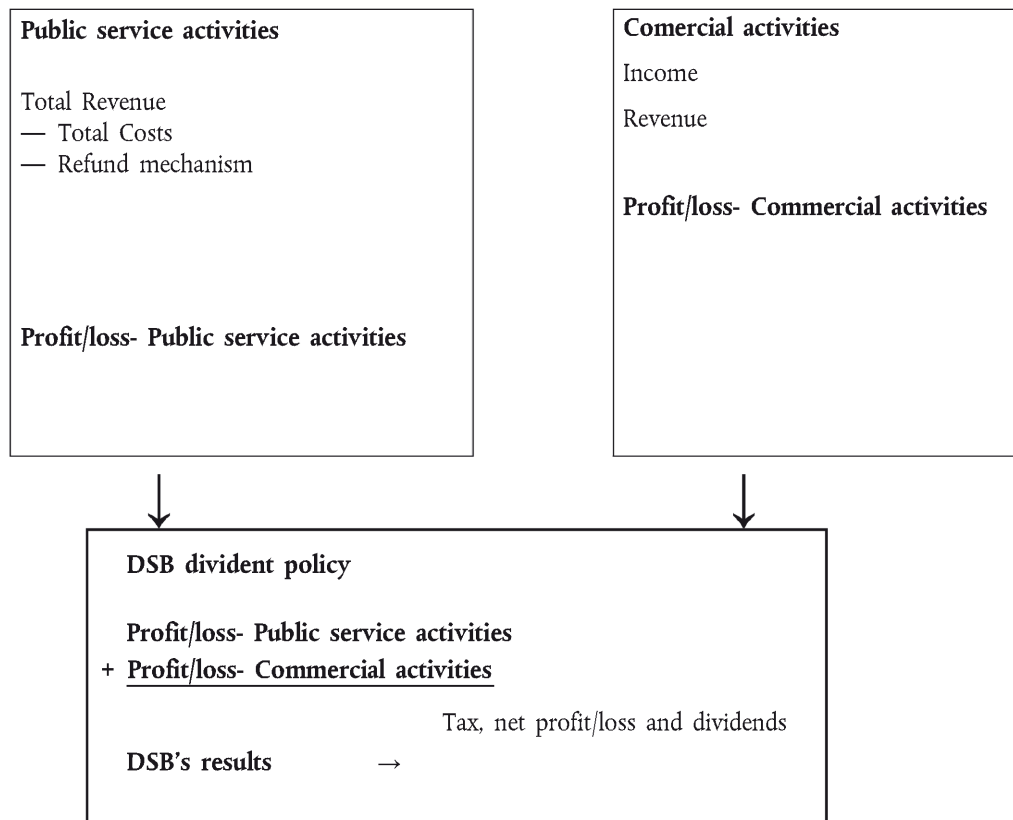 Public service activities
Total Revenue
— Total Costs
— Refund mechanism
Profit/loss- Public service activities
Comercial activities
Income
Revenue
Profit/loss- Commercial activities
DSB divident policy
Profit/loss- Public service activities
+ Profit/loss- Commercial activities
Tax, net profit/loss and dividends
DSB's results →